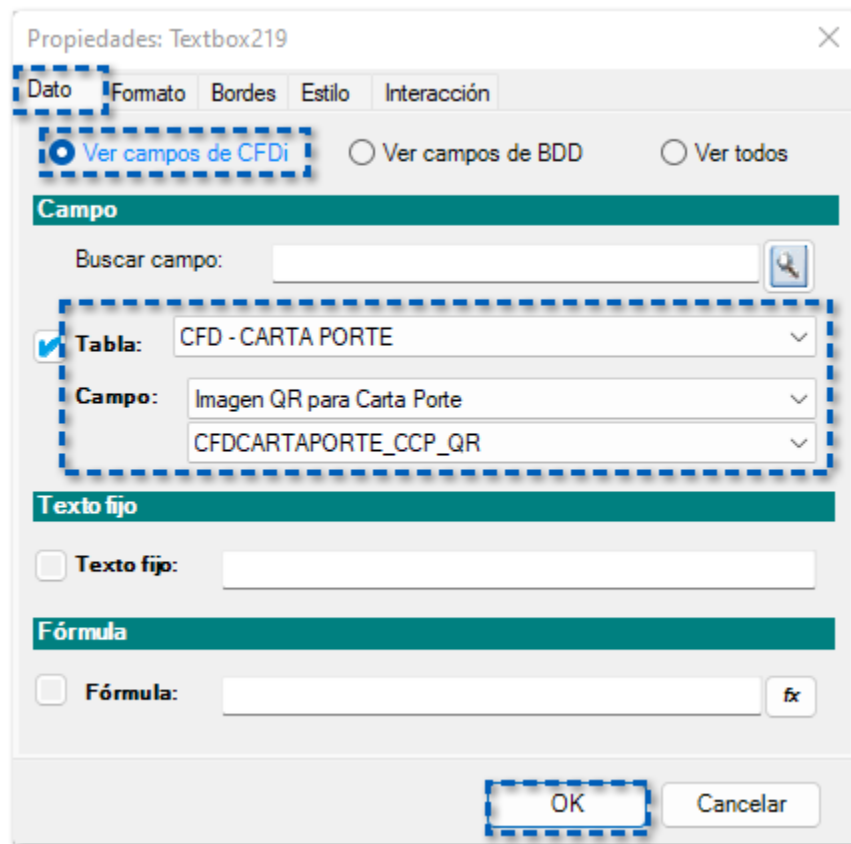 Propiedades: Textbox219
Dato Formato Bordes Estilo Interacción
Ver campos de CFDi Ver campos de BDD Ver todos
Campo
Buscar campo:
Tabla: CFD - CARTA PORTE
Campo: Imagen QR para Carta Porte
CFDCARTAPORTE_CCP_QR
Texto fijo
Texto fijo:
Fórmula
Fórmula: fx
OK Cancelar